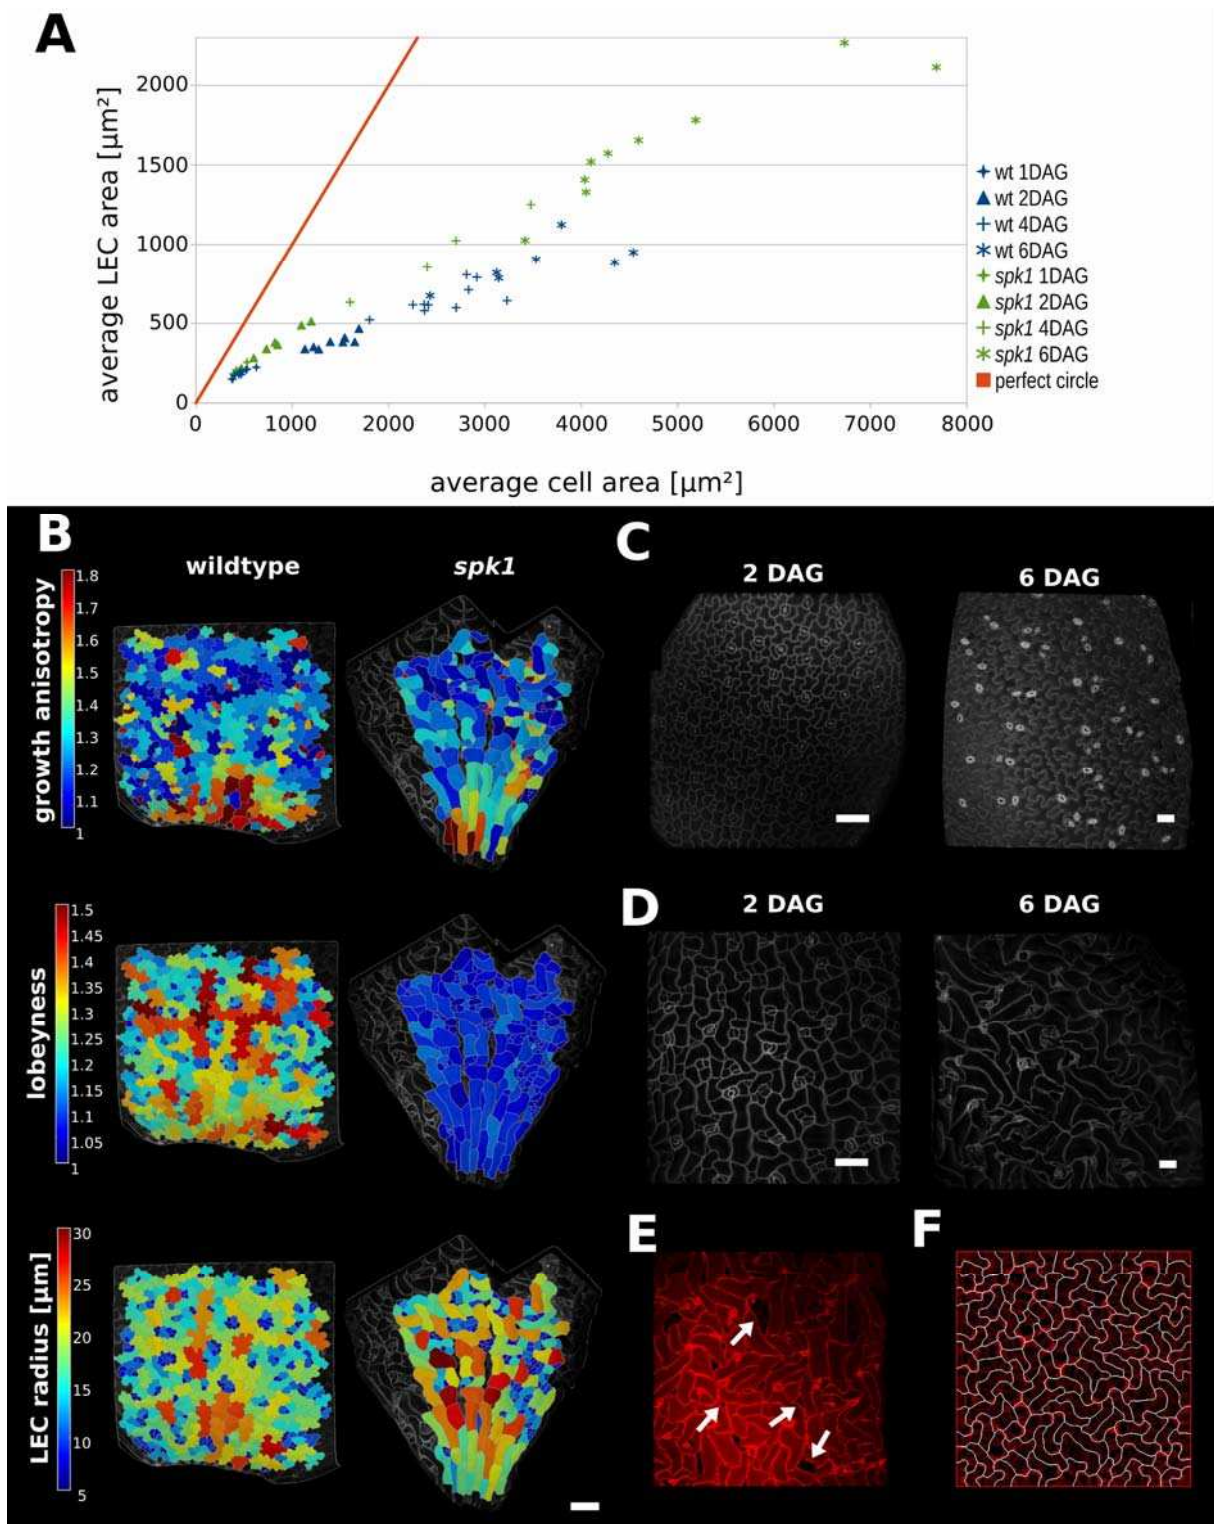 A
average LEC area [µm²]
2000
1500
1000
500
0
0 1000 2000 3000 4000 5000 6000 7000 8000
average cell area [µm²]
wt 1DAG
wt 2DAG
wt 4DAG
wt 6DAG
spk1 1DAG
spk1 2DAG
spk1 4DAG
spk1 6DAG
perfect circle
B
wildtype spk1
growth anisotropy
1.8
1.7
1.6
1.5
1.4
1.3
1.2
1.1
1
lobeyness
1.5
1.45
1.4
1.35
1.3
1.25
1.2
1.15
1.1
1.05
1
LEC radius [µm]
30
25
20
15
10
5
C
2 DAG 6 DAG
D
2 DAG 6 DAG
E
F